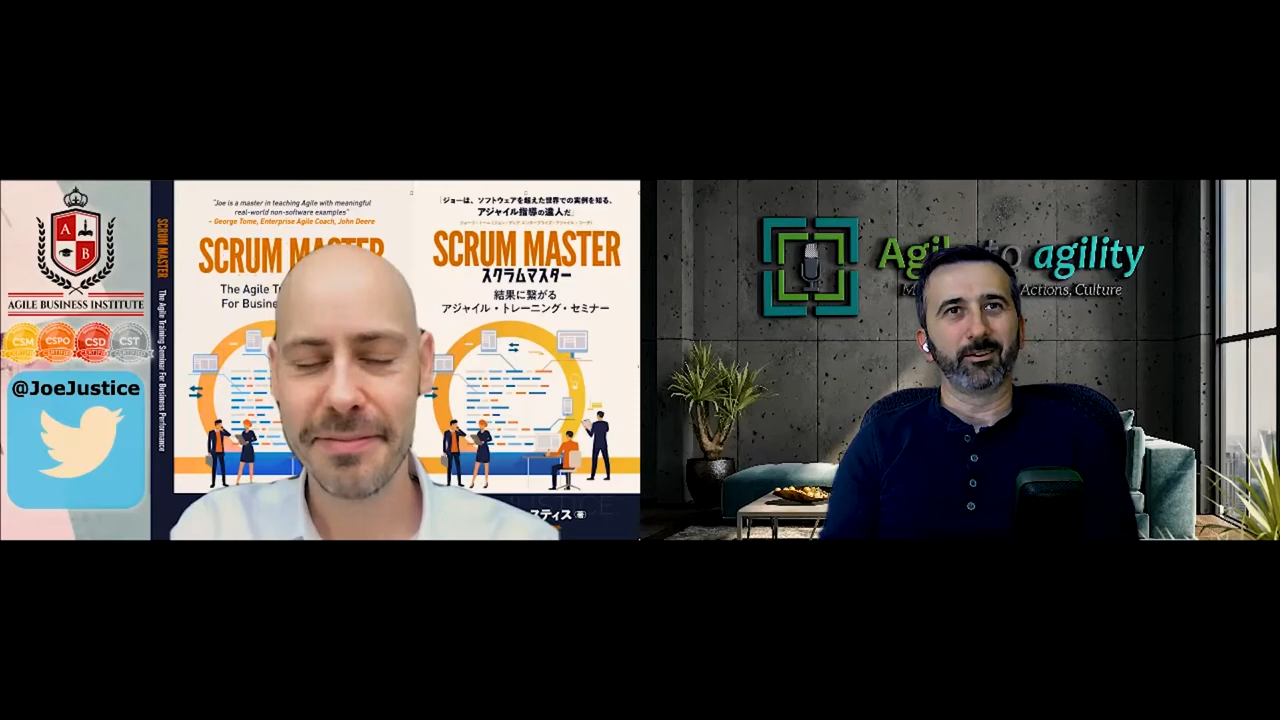 AB
AGILE BUSINESS INSTITUTE
CSM
CSPO
CSD
CST
@JoeJustice
SCRUM MASTER The Agile Training Seminar For Business Performance
"Joe is a master in teaching Agile with meaningful
real-world non-software examples"
- George Tome, Enterprise Agile Coach, John Deere
SCRUM MASTER
The Agile
For
「ジョーは、ソフトウェアを超えた世界での実例を知る、
アジャイル指導の達人だ」
SCRUM MASTER
スクラムマスター
結果に繋がる
アジャイル・トレーニング・セミナー
スティス(著)
to agility
Actions, Culture